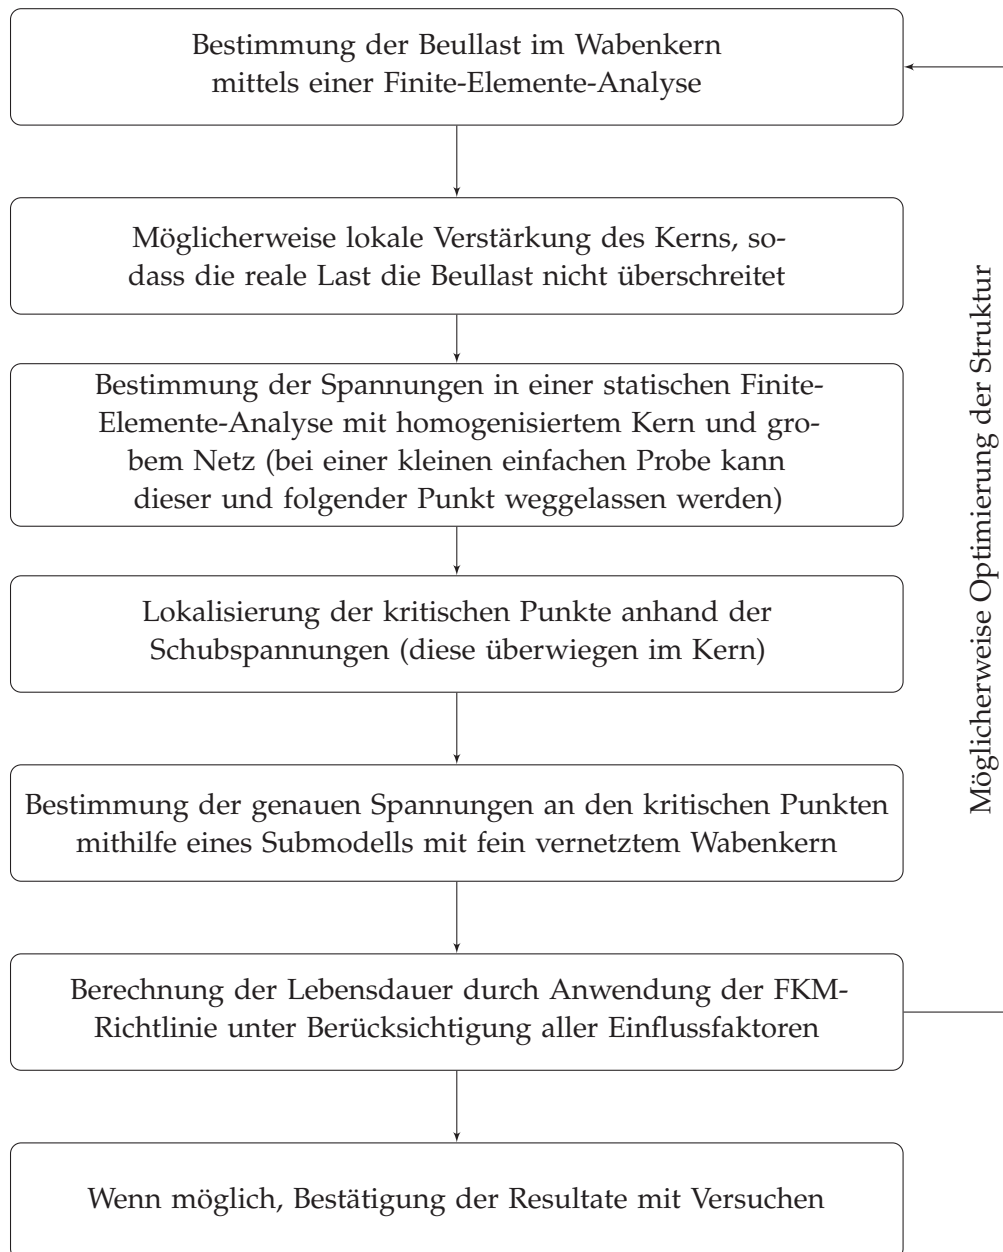 Bestimmung der Beullast im Wabenkern
mittels einer Finite-Elemente-Analyse
Möglicherweise lokale Verstärkung des Kerns, so-
dass die reale Last die Beullast nicht überschreitet
Bestimmung der Spannungen in einer statischen Finite-
Elemente-Analyse mit homogenisiertem Kern und gro-
bem Netz (bei einer kleinen einfachen Probe kann
dieser und folgender Punkt weggelassen werden)
Lokalisierung der kritischen Punkte anhand der
Schubspannungen (diese überwiegen im Kern)
Bestimmung der genauen Spannungen an den kritischen Punkten
mithilfe eines Submodells mit fein vernetztem Wabenkern
Berechnung der Lebensdauer durch Anwendung der FKM-
Richtlinie unter Berücksichtigung aller Einflussfaktoren
Wenn möglich, Bestätigung der Resultate mit Versuchen
Möglicherweise Optimierung der Struktur